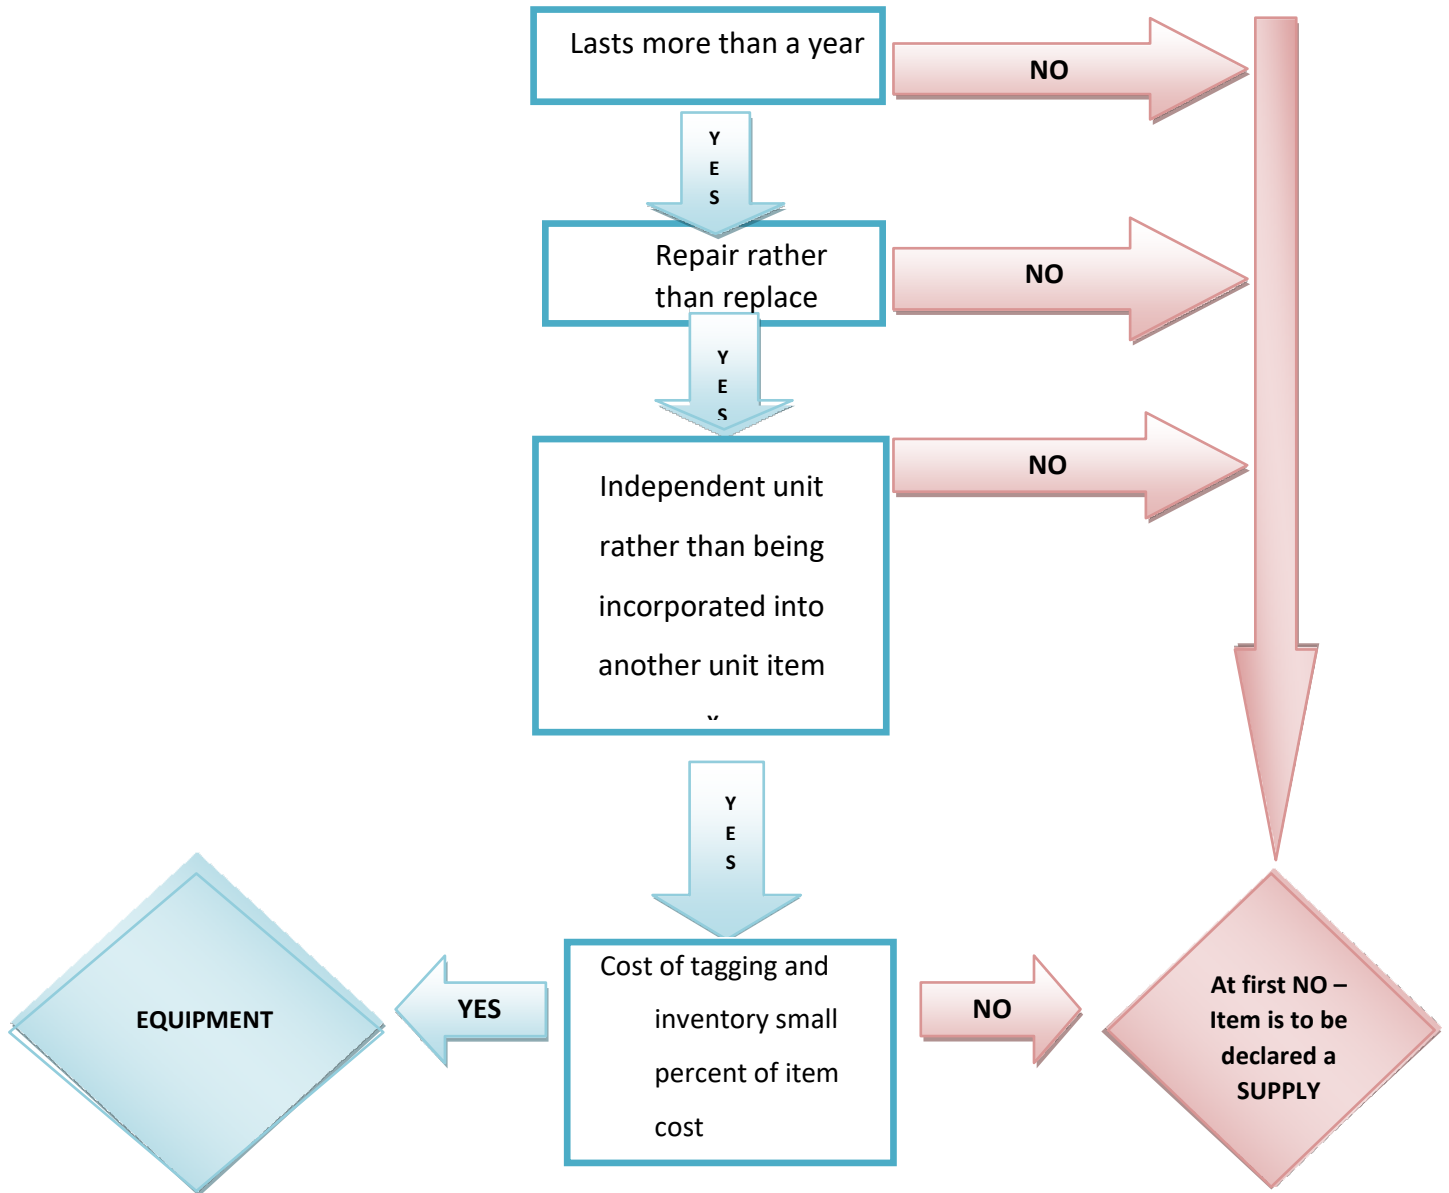 Lasts more than a year
NO
Y
E
S
Repair rather
than replace
NO
Y
E
S
Independent unit
rather than being
incorporated into
another unit item
NO
Y
E
S
Cost of tagging and
inventory small
percent of item
cost
YES
EQUIPMENT
NO
At first NO –
Item is to be
declared a
SUPPLY